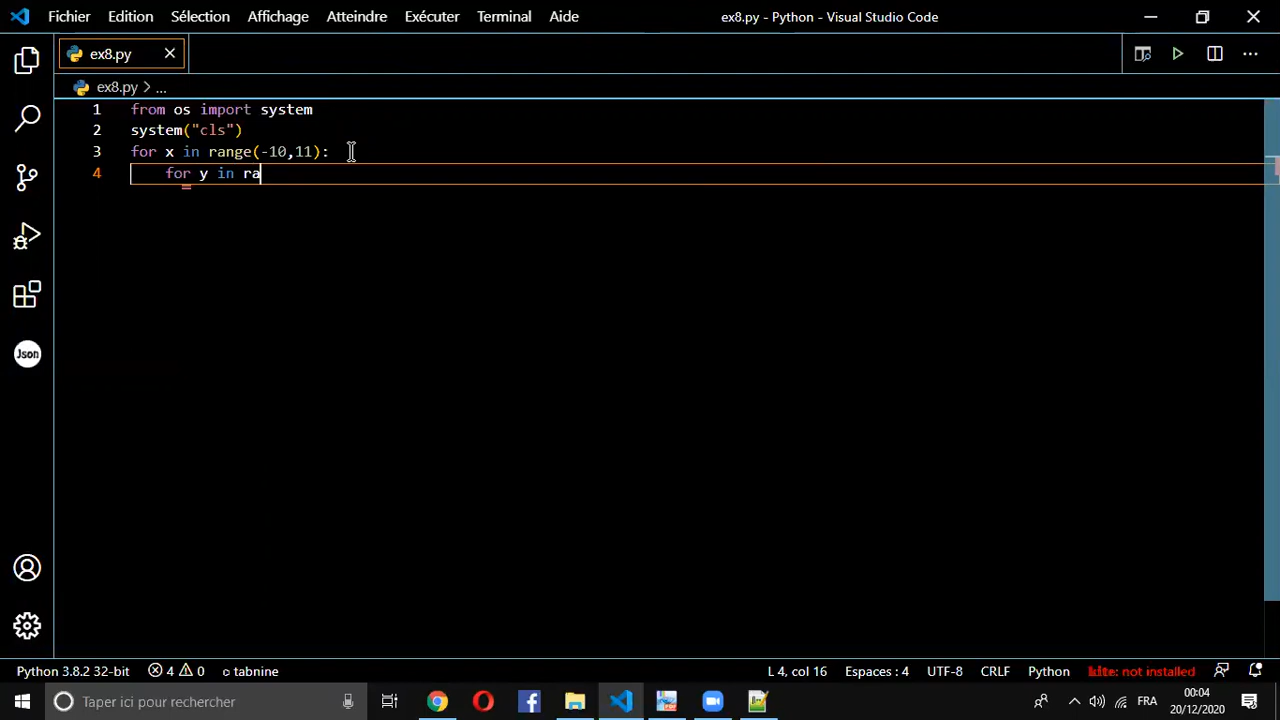 Fichier Edition Sélection Affichage Atteindre Exécuter Terminal Aide ex8.py - Python - Visual Studio Code
ex8.py
ex8.py > ...
1 from os import system
2 system("cls")
3 for x in range(-10,11):
4 for y in ra
Json
Python 3.8.2 32-bit 4 0 tabnine L 4, col 16 Espaces : 4 UTF-8 CRLF Python kite: not installed
Taper ici pour rechercher FRA 00:04
20/12/2020